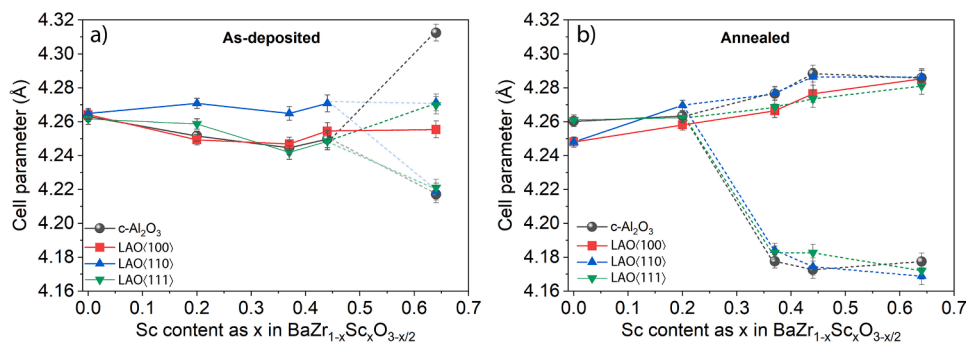 a)
As-deposited
4.32
4.30
4.28
4.26
4.24
4.22
4.20
4.18
4.16
Cell parameter (Å)
c-Al₂O₃
LAO⟨100⟩
LAO⟨110⟩
LAO⟨111⟩
0.0 0.1 0.2 0.3 0.4 0.5 0.6 0.7
Sc content as x in BaZr₁₋ₓScₓO₃₋ₓ/₂
b)
Annealed
4.32
4.30
4.28
4.26
4.24
4.22
4.20
4.18
4.16
Cell parameter (Å)
c-Al₂O₃
LAO⟨100⟩
LAO⟨110⟩
LAO⟨111⟩
0.0 0.1 0.2 0.3 0.4 0.5 0.6 0.7
Sc content as x in BaZr₁₋ₓScₓO₃₋ₓ/₂